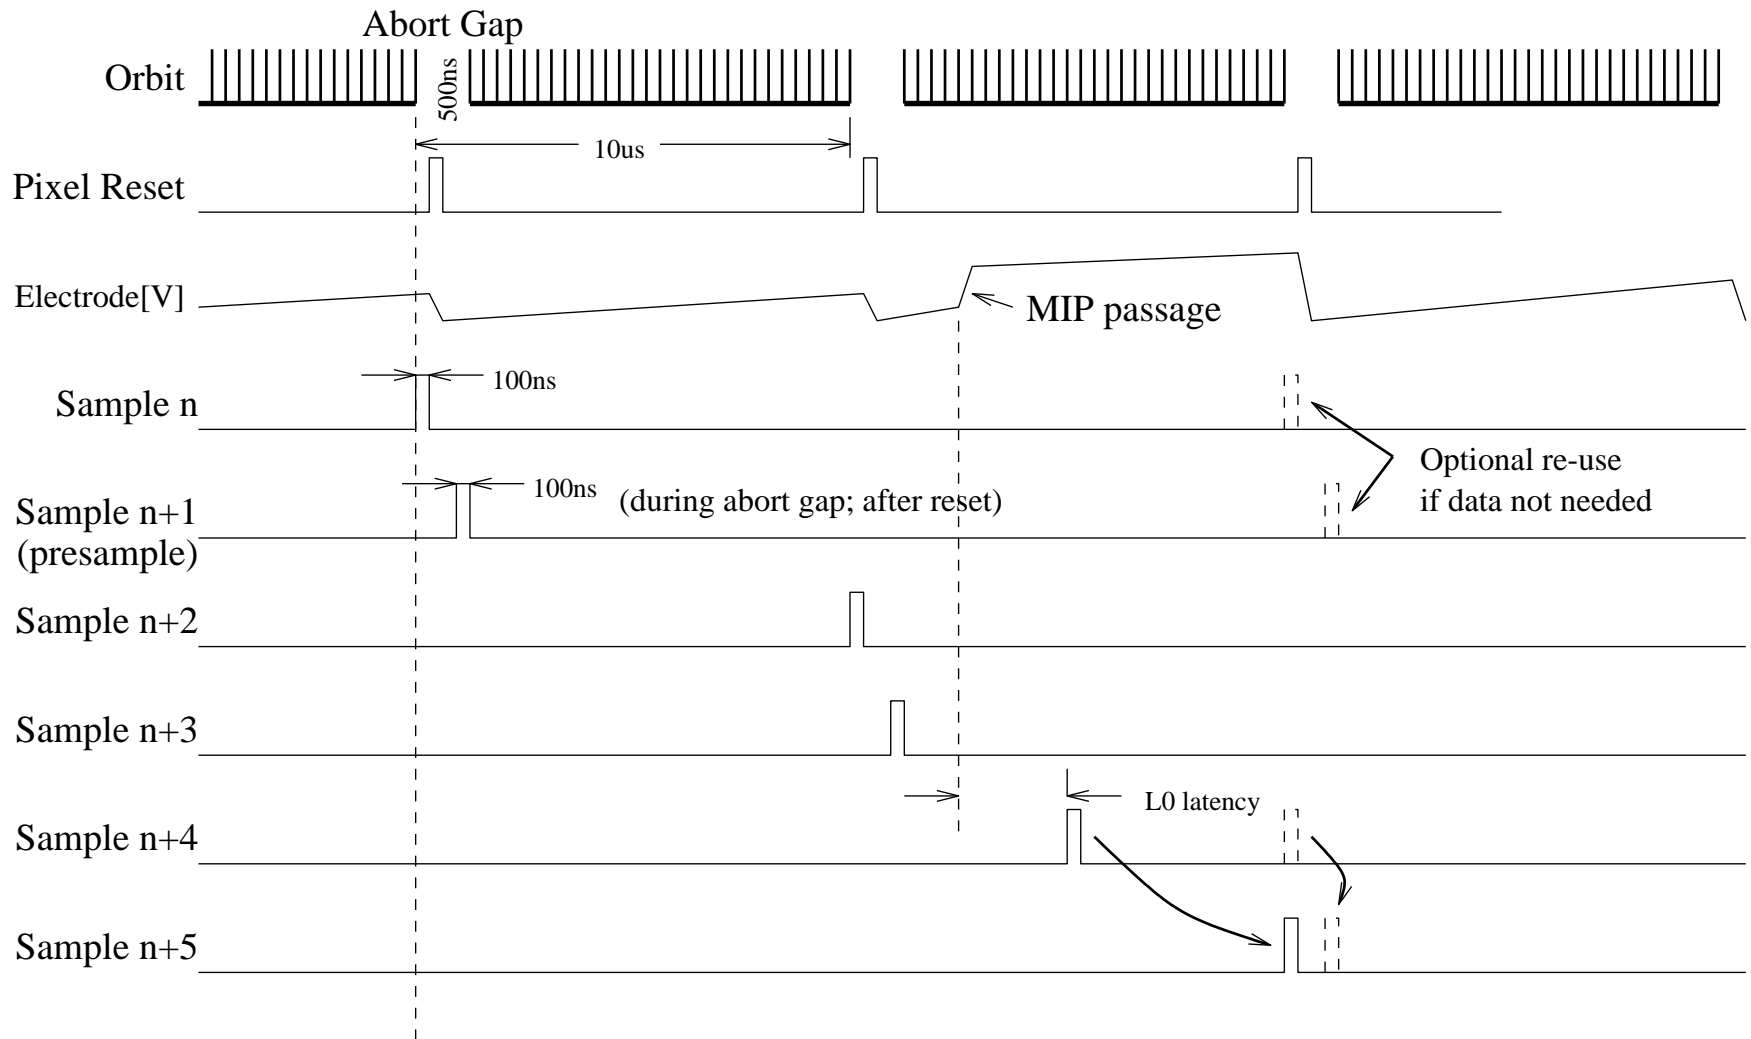 Abort Gap
Orbit
500ns
10us
Pixel Reset
Electrode[V]
MIP passage
100ns
Sample n
Optional re-use
if data not needed
100ns
(during abort gap; after reset)
Sample n+1
(presample)
Sample n+2
Sample n+3
L0 latency
Sample n+4
Sample n+5